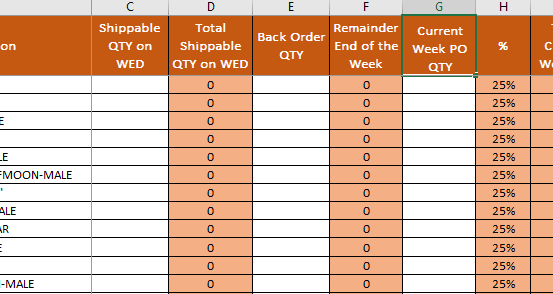 C D E F G H
on Shippable QTY on WED Total Shippable QTY on WED Back Order QTY Remainder End of the Week Current Week PO QTY %
0 0 25%
0 0 25%
E 0 0 25%
0 0 25%
LE 0 0 25%
FMOON-MALE 0 0 25%
" 0 0 25%
ALE 0 0 25%
AR 0 0 25%
E 0 0 25%
0 0 25%
-MALE 0 0 25%